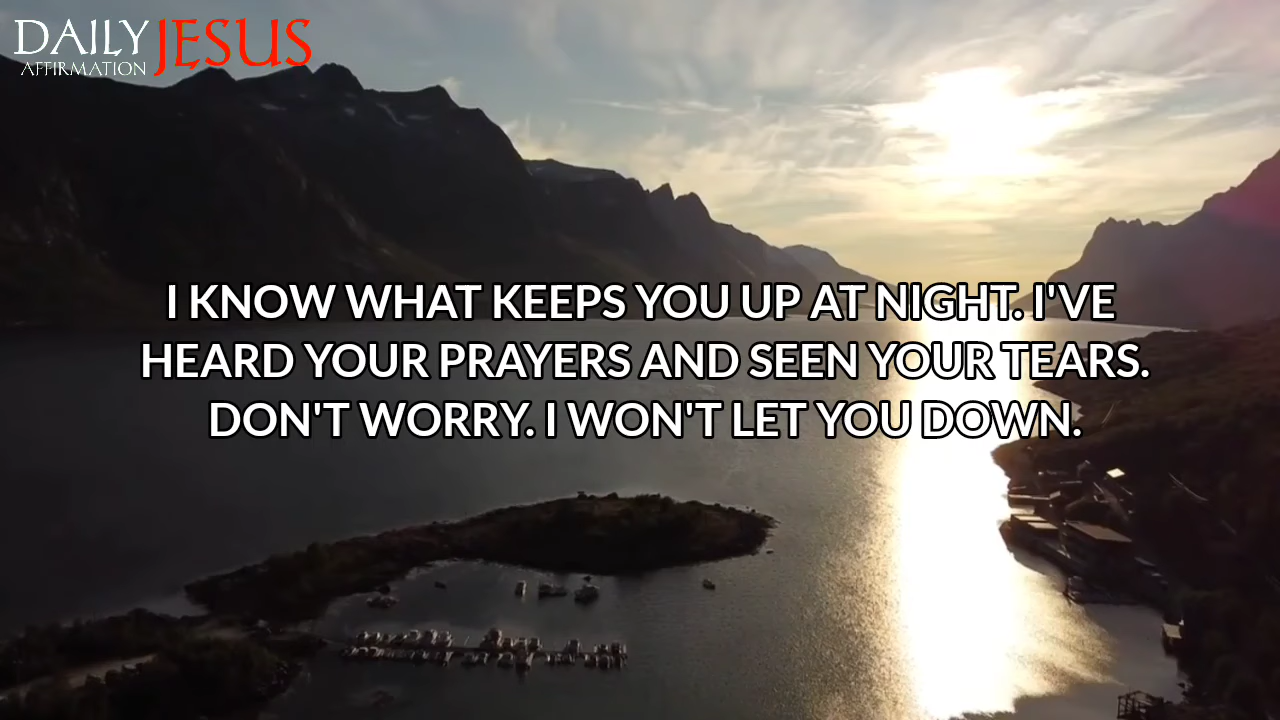 DAILY JESUS
AFFIRMATION
I KNOW WHAT KEEPS YOU UP AT NIGHT. I'VE
HEARD YOUR PRAYERS AND SEEN YOUR TEARS.
DON'T WORRY. I WON'T LET YOU DOWN.